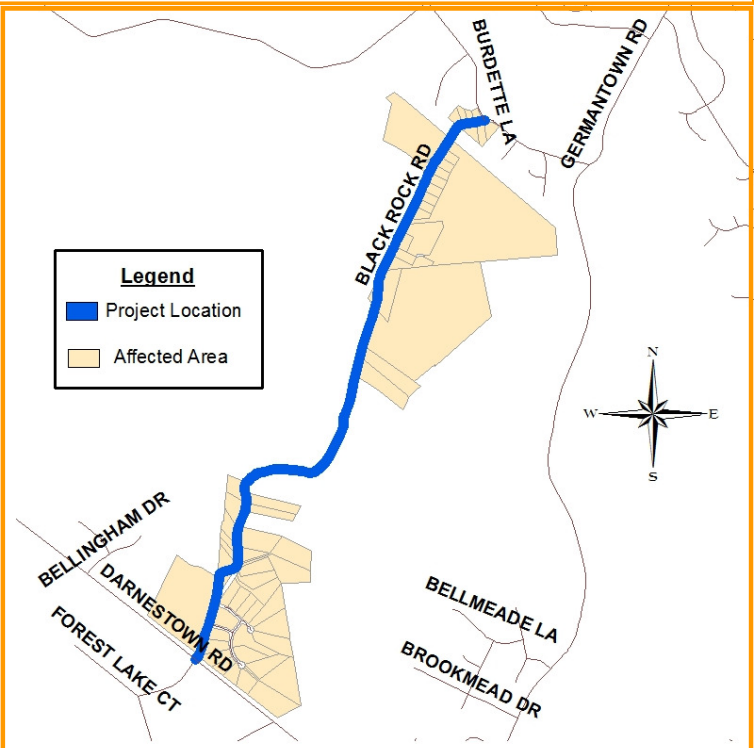 BURDETTE LA
GERMANTOWN RD
BLACK ROCK RD
Legend
Project Location
Affected Area
N
W
E
S
BELLINGHAM DR
DARNESTOWN RD
FOREST LAKE CT
BELLMEADE LA
BROOKMEAD DR